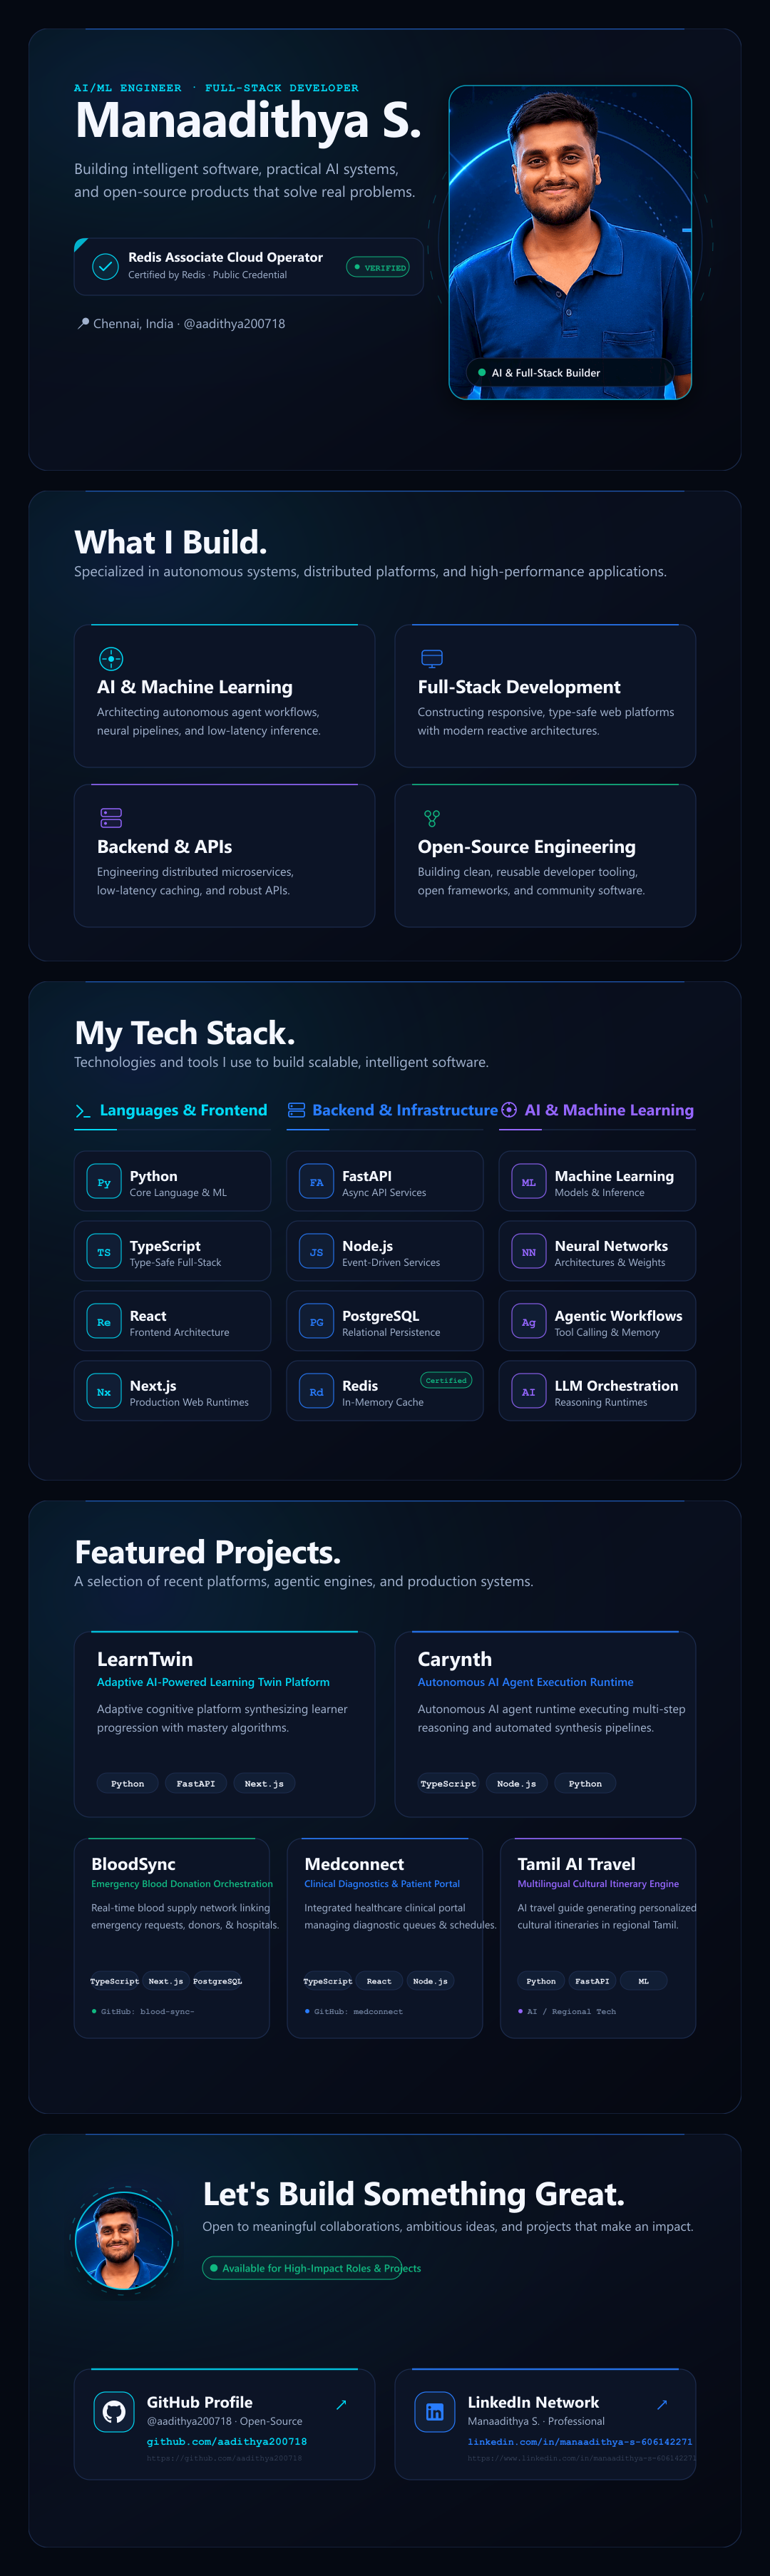 AI/ML ENGINEER · FULL-STACK DEVELOPER
Manaadithya S.
Building intelligent software, practical AI systems,
and open-source products that solve real problems.
Redis Associate Cloud Operator
Certified by Redis · Public Credential
VERIFIED
Chennai, India · @aadithya200718
AI & Full-Stack Builder
What I Build.
Specialized in autonomous systems, distributed platforms, and high-performance applications.
AI & Machine Learning
Architecting autonomous agent workflows,
neural pipelines, and low-latency inference.
Full-Stack Development
Constructing responsive, type-safe web platforms
with modern reactive architectures.
Backend & APIs
Engineering distributed microservices,
low-latency caching, and robust APIs.
Open-Source Engineering
Building clean, reusable developer tooling,
open frameworks, and community software.
My Tech Stack.
Technologies and tools I use to build scalable, intelligent software.
Languages & Frontend
Py
Python
Core Language & ML
TS
TypeScript
Type-Safe Full-Stack
Re
React
Frontend Architecture
Nx
Next.js
Production Web Runtimes
Backend & Infrastructure
FA
FastAPI
Async API Services
JS
Node.js
Event-Driven Services
PG
PostgreSQL
Relational Persistence
Rd
Redis
In-Memory Cache
Certified
AI & Machine Learning
ML
Machine Learning
Models & Inference
NN
Neural Networks
Architectures & Weights
Ag
Agentic Workflows
Tool Calling & Memory
AI
LLM Orchestration
Reasoning Runtimes
Featured Projects.
A selection of recent platforms, agentic engines, and production systems.
LearnTwin
Adaptive AI-Powered Learning Twin Platform
Adaptive cognitive platform synthesizing learner
progression with mastery algorithms.
Python FastAPI Next.js
Carynth
Autonomous AI Agent Execution Runtime
Autonomous AI agent runtime executing multi-step
reasoning and automated synthesis pipelines.
TypeScript Node.js Python
BloodSync
Emergency Blood Donation Orchestration
Real-time blood supply network linking
emergency requests, donors, & hospitals.
TypeScript Next.js PostgreSQL
GitHub: blood-sync-
Medconnect
Clinical Diagnostics & Patient Portal
Integrated healthcare clinical portal
managing diagnostic queues & schedules.
TypeScript React Node.js
GitHub: medconnect
Tamil AI Travel
Multilingual Cultural Itinerary Engine
AI travel guide generating personalized
cultural itineraries in regional Tamil.
Python FastAPI ML
AI / Regional Tech
Let's Build Something Great.
Open to meaningful collaborations, ambitious ideas, and projects that make an impact.
Available for High-Impact Roles & Projects
GitHub Profile
@aadithya200718 · Open-Source
github.com/aadithya200718
https://github.com/aadithya200718
LinkedIn Network
Manaadithya S. · Professional
linkedin.com/in/manaadithya-s-606142271
https://www.linkedin.com/in/manaadithya-s-606142271